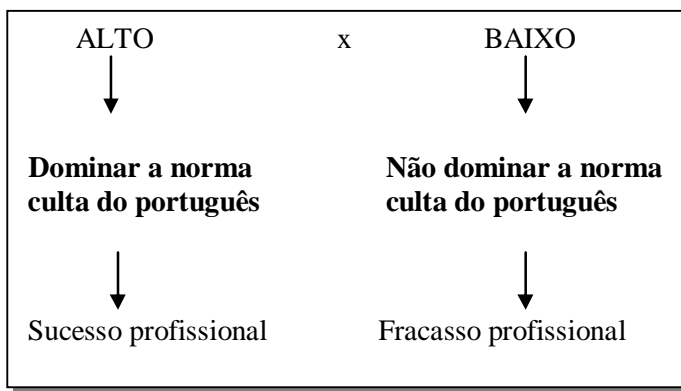 ALTO x BAIXO
Dominar a norma Não dominar a norma
culta do português culta do português
Sucesso profissional Fracasso profissional